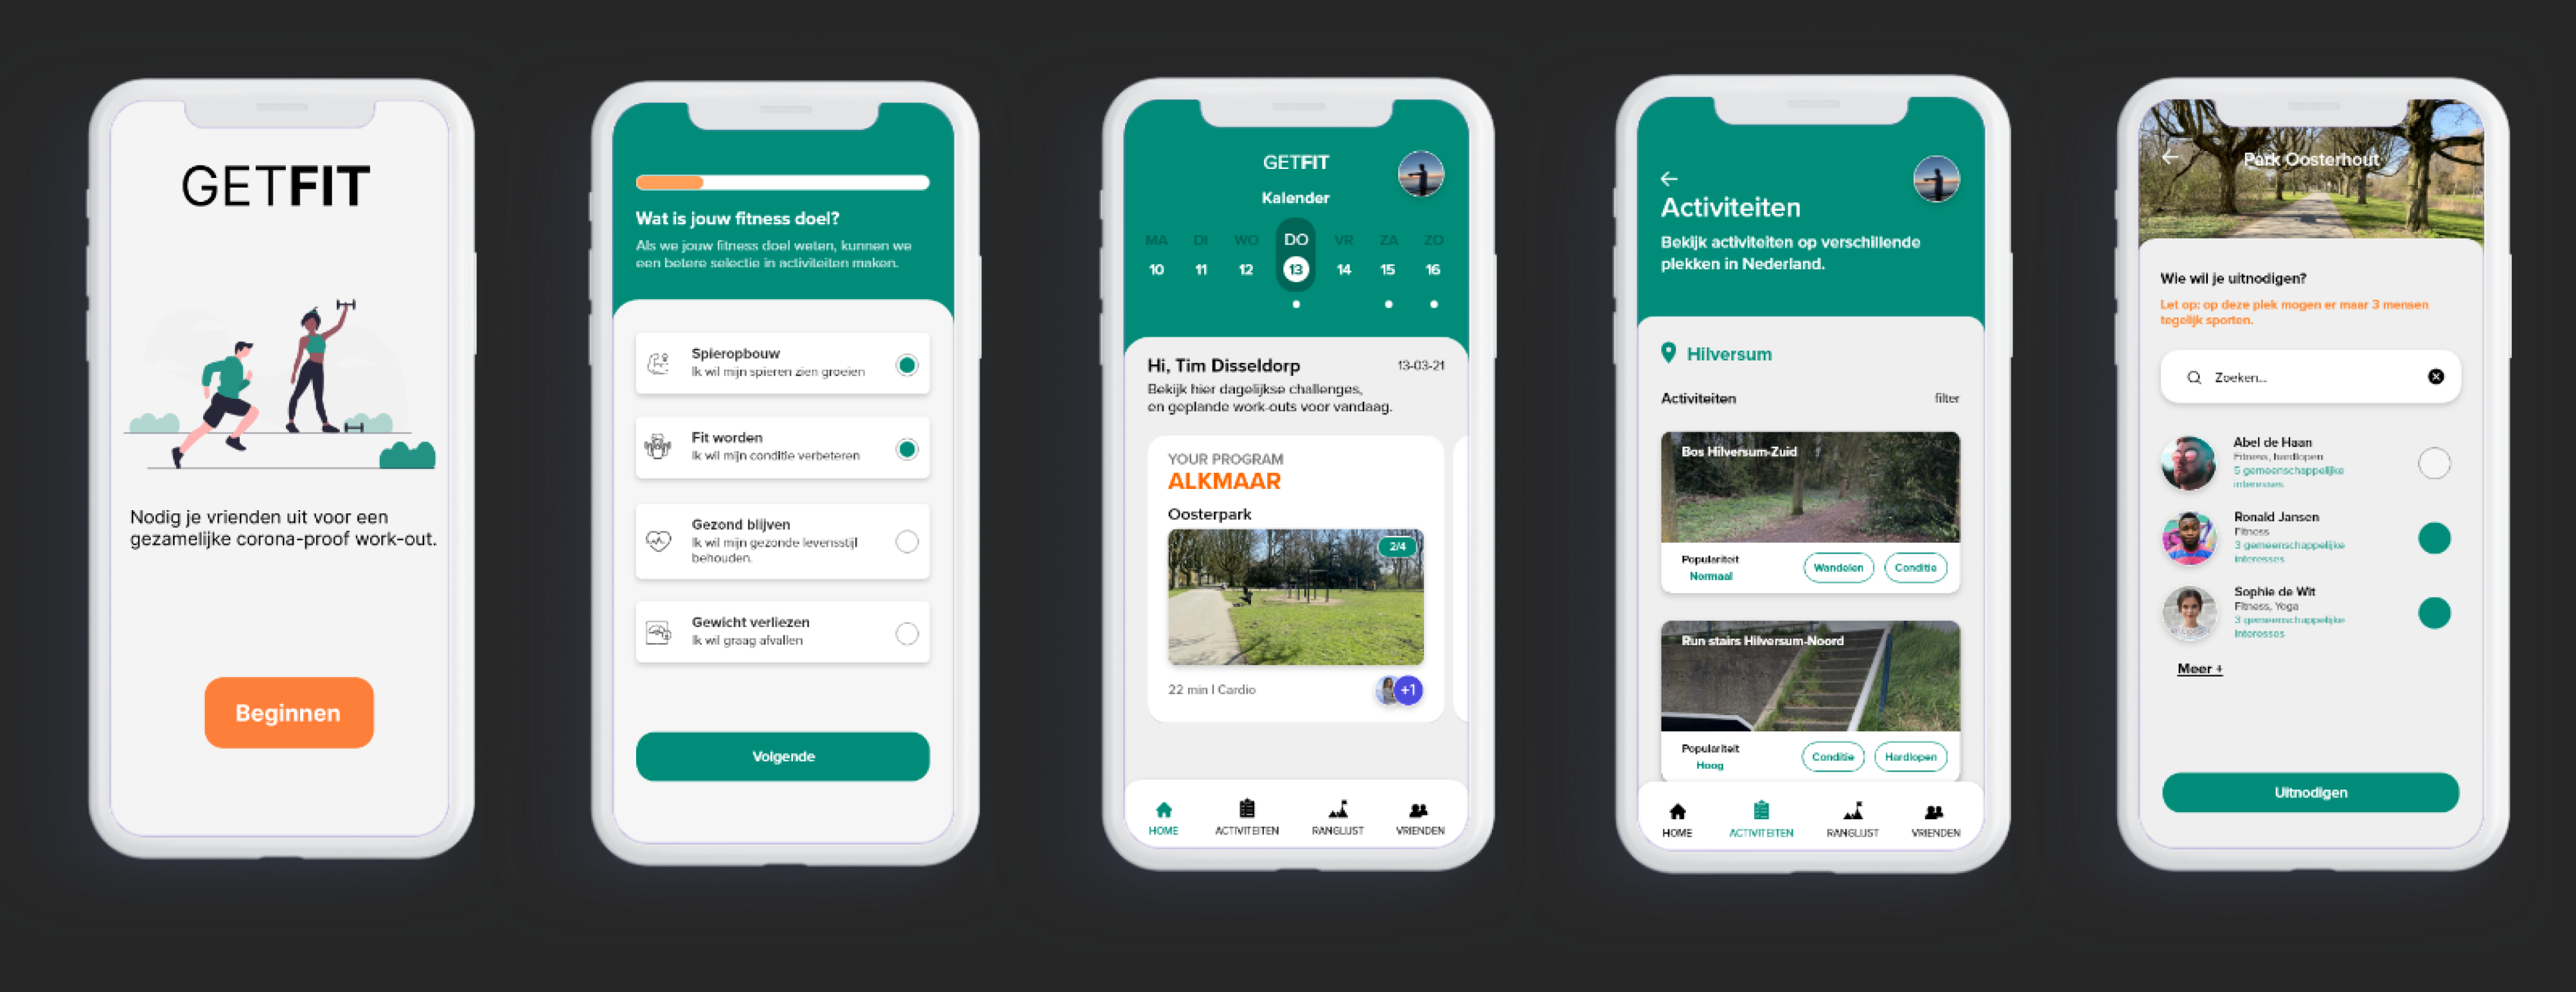 GETFIT
Nodig je vrienden uit voor een
gezamelijke corona-proof work-out.
Beginnen
Wat is jouw fitness doel?
Als we jouw fitness doel weten, kunnen we
een betere selectie in activiteiten maken.
Spieropbouw
Ik wil mijn spieren zien groeien
Fit worden
Ik wil mijn conditie verbeteren
Gezond blijven
Ik wil mijn gezonde levensstijl
behouden.
Gewicht verliezen
Ik wil graag afvallen
Volgende
GETFIT
Kalender
MA DI WO DO VR ZA ZO
10 11 12 13 14 15 16
Hi, Tim Disseldorp 13-03-21
Bekijk hier dagelijkse challenges,
en geplande work-outs voor vandaag.
YOUR PROGRAM
ALKMAAR
Oosterpark
2/4
22 min | Cardio +1
HOME ACTIVITEITEN RANGLIJST VRIENDEN
Activiteiten
Bekijk activiteiten op verschillende
plekken in Nederland.
Hilversum
Activiteiten filter
Bos Hilversum-Zuid
Populariteit
Normaal
Wandelen Conditie
Run stairs Hilversum-Noord
Populariteit
Hoog
Conditie Hardlopen
HOME ACTIVITEITEN RANGLIJST VRIENDEN
Park Oosterhout
Wie wil je uitnodigen?
Let op: op deze plek mogen er maar 3 mensen
tegelijk sporten.
Zoeken...
Abel de Haan
Fitness, hardlopen
5 gemeenschappelijke
interesses
Ronald Jansen
Fitness
3 gemeenschappelijke
interesses
Sophie de Wit
Fitness, Yoga
3 gemeenschappelijke
interesses
Meer +
Uitnodigen